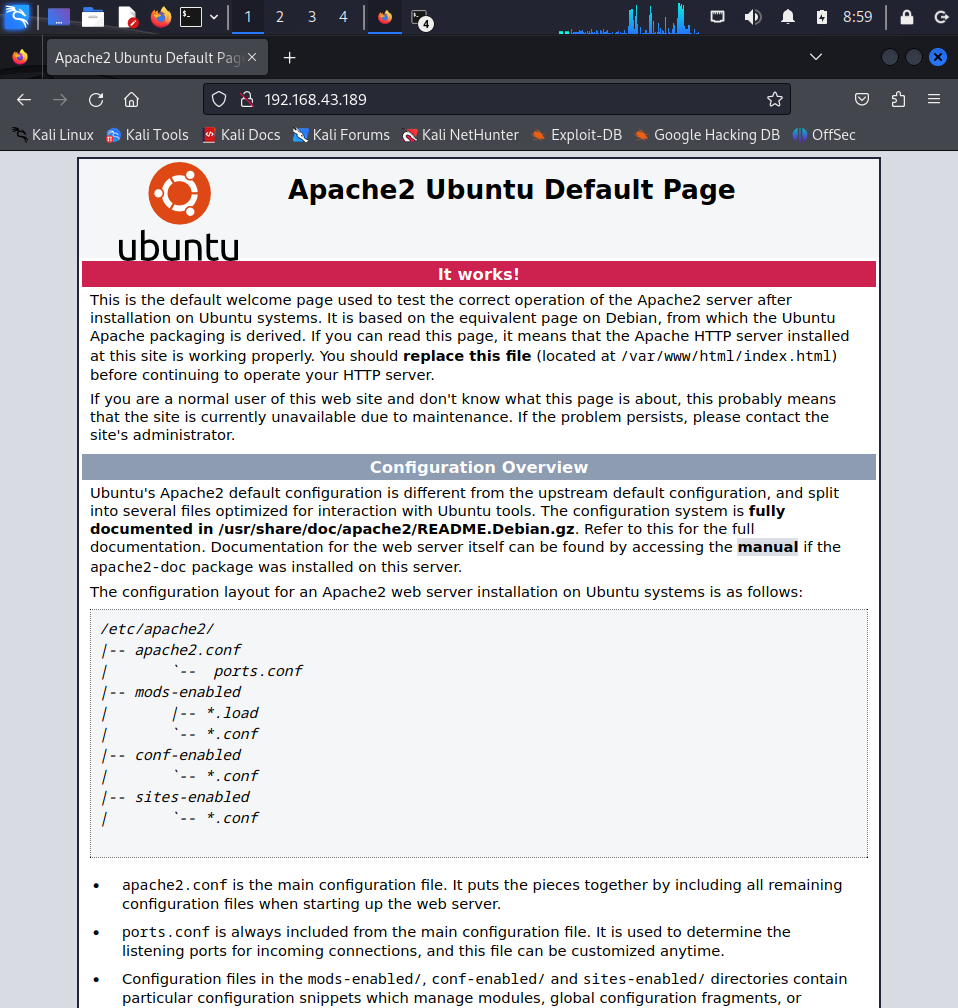 1 2 3 4 4 8:59
Apache2 Ubuntu Default Pag
192.168.43.189
Kali Linux Kali Tools Kali Docs Kali Forums Kali NetHunter Exploit-DB Google Hacking DB OffSec
Apache2 Ubuntu Default Page
ubuntu
It works!
This is the default welcome page used to test the correct operation of the Apache2 server after
installation on Ubuntu systems. It is based on the equivalent page on Debian, from which the Ubuntu
Apache packaging is derived. If you can read this page, it means that the Apache HTTP server installed
at this site is working properly. You should replace this file (located at /var/www/html/index.html)
before continuing to operate your HTTP server.
If you are a normal user of this web site and don't know what this page is about, this probably means
that the site is currently unavailable due to maintenance. If the problem persists, please contact the
site's administrator.
Configuration Overview
Ubuntu's Apache2 default configuration is different from the upstream default configuration, and split
into several files optimized for interaction with Ubuntu tools. The configuration system is fully
documented in /usr/share/doc/apache2/README.Debian.gz. Refer to this for the full
documentation. Documentation for the web server itself can be found by accessing the manual if the
apache2-doc package was installed on this server.
The configuration layout for an Apache2 web server installation on Ubuntu systems is as follows:
/etc/apache2/
|-- apache2.conf
|       `--  ports.conf
|-- mods-enabled
|       |-- *.load
|       `-- *.conf
|-- conf-enabled
|       `-- *.conf
|-- sites-enabled
|       `-- *.conf
• apache2.conf is the main configuration file. It puts the pieces together by including all remaining
configuration files when starting up the web server.
• ports.conf is always included from the main configuration file. It is used to determine the
listening ports for incoming connections, and this file can be customized anytime.
• Configuration files in the mods-enabled/, conf-enabled/ and sites-enabled/ directories contain
particular configuration snippets which manage modules, global configuration fragments, or